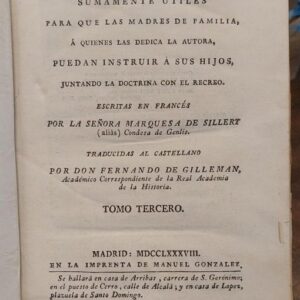 SUMAMENTE UTILES
PARA QUE LAS MADRES DE FAMILIA,
Á QUIENES LAS DEDICA LA AUTORA,
PUEDAN INSTRUIR Á SUS HIJOS,
JUNTANDO LA DOCTRINA CON EL RECREO.
ESCRITAS EN FRANCÉS
POR LA SEÑORA MARQUESA DE SILLERY
(aliàs) Condesa de Genlis.
TRADUCIDAS AL CASTELLANO
POR DON FERNANDO DE GILLEMAN,
Académico Correspondiente de la Real Academia
de la Historia.
TOMO TERCERO.
MADRID: MDCCLXXXVIII.
EN LA IMPRENTA DE MANUEL GONZALEZ.
Se hallará en casa de Arribas, carrera de S. Gerónimo;
en el puesto de Cerro, calle de Alcalá; y en casa de Lopez,
plazuela de Santo Domingo.